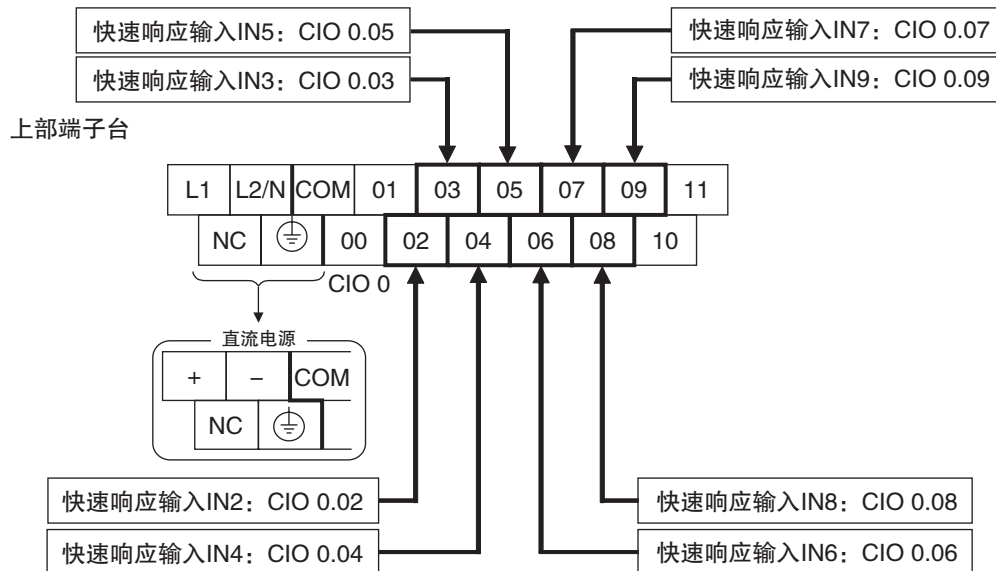 快速响应输入IN5：CIO 0.05
快速响应输入IN7：CIO 0.07
快速响应输入IN3：CIO 0.03
快速响应输入IN9：CIO 0.09
上部端子台
L1 L2/N COM 01 03 05 07 09 11
NC 00 02 04 06 08 10
CIO 0
直流电源
+ − COM
NC
快速响应输入IN2：CIO 0.02
快速响应输入IN8：CIO 0.08
快速响应输入IN4：CIO 0.04
快速响应输入IN6：CIO 0.06